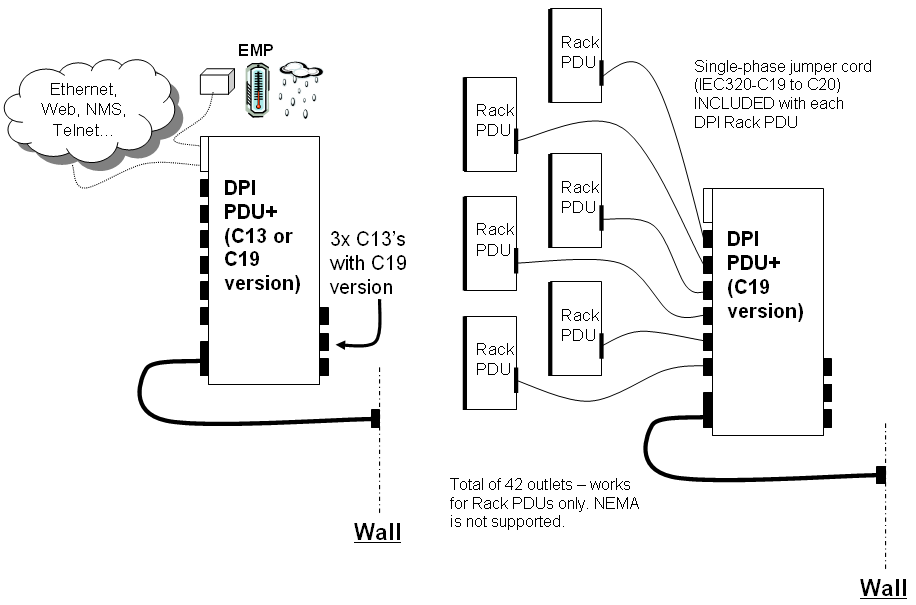 EMP
Ethernet,
Web, NMS,
Telnet...
DPI
PDU+
(C13 or
C19
version)
3x C13's
with C19
version
Wall
Rack
PDU
Rack
PDU
Rack
PDU
Rack
PDU
Rack
PDU
Rack
PDU
Rack
PDU
Single-phase jumper cord
(IEC320-C19 to C20)
INCLUDED with each
DPI Rack PDU
DPI
PDU+
(C19
version)
Total of 42 outlets – works
for Rack PDUs only. NEMA
is not supported.
Wall